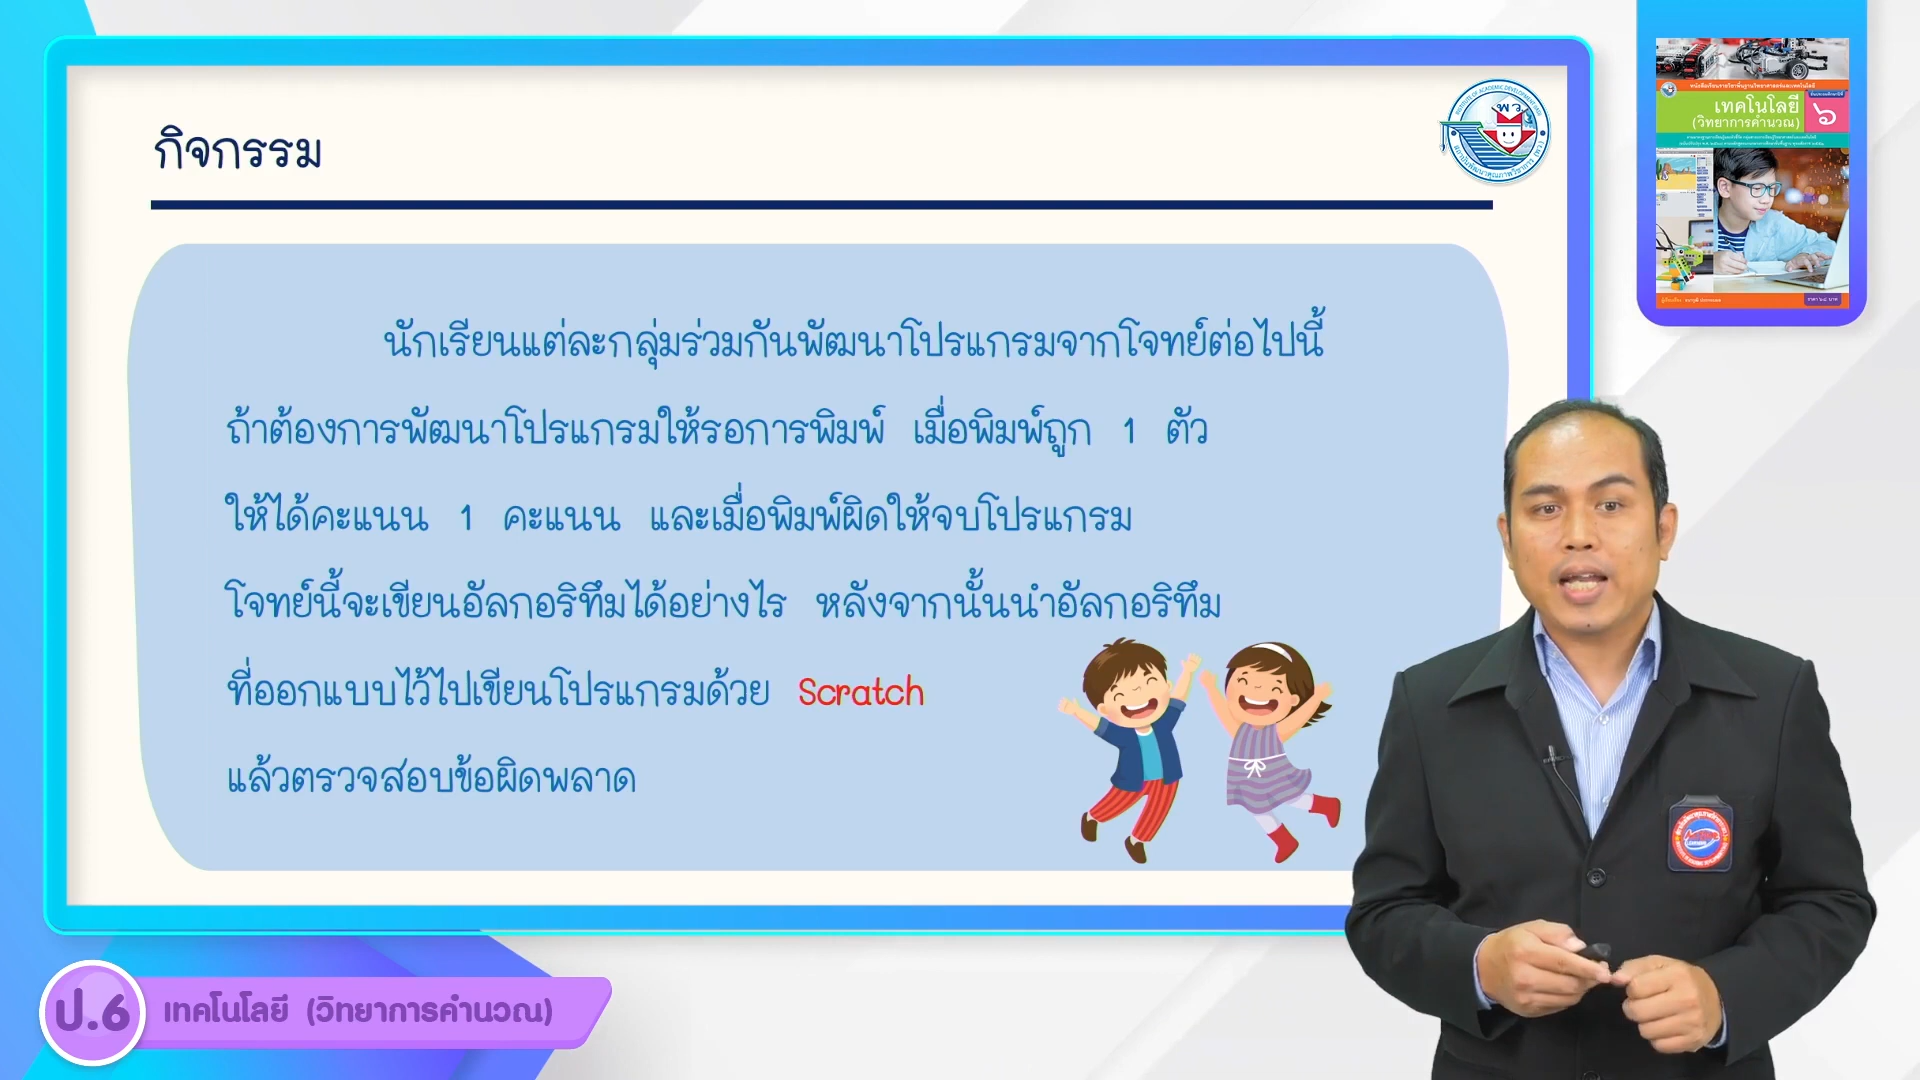 กิจกรรม
นักเรียนแต่ละกลุ่มร่วมกันพัฒนาโปรแกรมจากโจทย์ต่อไปนี้
ถ้าต้องการพัฒนาโปรแกรมให้รอการพิมพ์ เมื่อพิมพ์ถูก 1 ตัว
ให้ได้คะแนน 1 คะแนน และเมื่อพิมพ์ผิดให้จบโปรแกรม
โจทย์นี้จะเขียนอัลกอริทึมได้อย่างไร หลังจากนั้นนำอัลกอริทึม
ที่ออกแบบไว้ไปเขียนโปรแกรมด้วย Scratch
แล้วตรวจสอบข้อผิดพลาด
พว.
เทคโนโลยี
(วิทยาการคำนวณ)
๖
ป.6 เทคโนโลยี (วิทยาการคำนวณ)